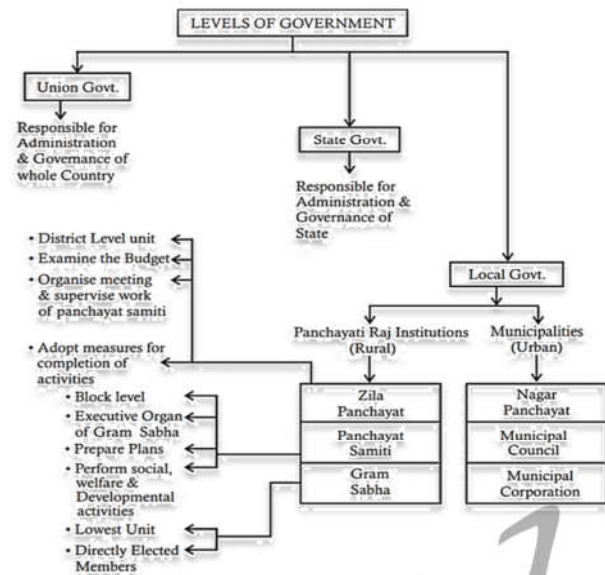 LEVELS OF GOVERNMENT
Union Govt.
Responsible for
Administration
& Governance of
whole Country
State Govt.
Responsible for
Administration &
Governance of
State
Local Govt.
Panchayati Raj Institutions
(Rural)
Municipalities
(Urban)
• District Level unit
• Examine the Budget
• Organise meeting
& supervise work
of panchayat samiti
• Adopt measures for
completion of
activities
• Block level
• Executive Organ
of Gram Sabha
• Prepare Plans
• Perform social,
welfare &
Developmental
activities
• Lowest Unit
• Directly Elected
Members
Zila
Panchayat
Panchayat
Samiti
Gram
Sabha
Nagar
Panchayat
Municipal
Council
Municipal
Corporation
1